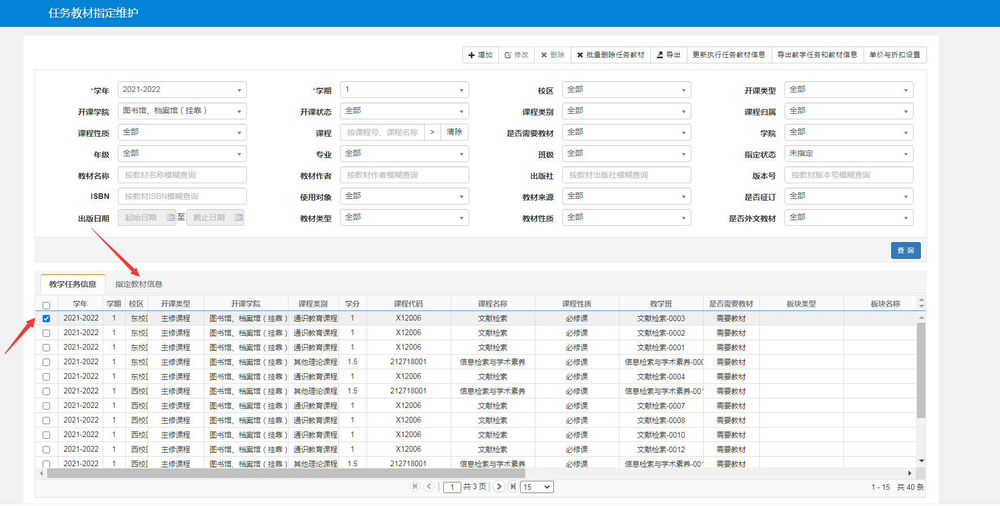 任务教材指定维护
增加 修改 删除 批量删除任务教材 导出 更新执行任务教材信息 导出教学任务和教材信息 单价与折扣设置
*学年 2021-2022 *学期 1 校区 全部 开课类型 全部
开课学院 图书馆、档案馆（挂靠） 开课状态 全部 课程类别 全部 课程归属 全部
课程性质 全部 课程 按课程号、课程名称 > 清除 是否需要教材 全部 学院 全部
年级 全部 专业 全部 班级 全部 指定状态 未指定
教材名称 按教材名称模糊查询 教材作者 按教材作者模糊查询 出版社 按教材出版社模糊查询 版本号 按教材版本号模糊查询
ISBN 按教材ISBN模糊查询 使用对象 全部 教材来源 全部 是否征订 全部
出版日期 起始日期 至 截止日期 教材类型 全部 教材性质 全部 是否外文教材 全部
查 询
教学任务信息 指定教材信息
学年 学期 校区 开课类型 开课学院 课程类别 学分 课程代码 课程名称 课程性质 教学班 是否需要教材 板块类型 板块名称
2021-2022 1 东校 主修课程 图书馆、档案馆（挂靠） 通识教育课程 1 X12006 文献检索 必修课 文献检索-0003 需要教材
2021-2022 1 东校 主修课程 图书馆、档案馆（挂靠） 通识教育课程 1 X12006 文献检索 必修课 文献检索-0002 需要教材
2021-2022 1 东校 主修课程 图书馆、档案馆（挂靠） 通识教育课程 1 X12006 文献检索 必修课 文献检索-0001 需要教材
2021-2022 1 东校 主修课程 图书馆、档案馆（挂靠） 其他理论课程 1.5 212718001 信息检索与学术素养 必修课 信息检索与学术素养-00 需要教材
2021-2022 1 东校 主修课程 图书馆、档案馆（挂靠） 通识教育课程 1 X12006 文献检索 必修课 文献检索-0004 需要教材
2021-2022 1 西校 主修课程 图书馆、档案馆（挂靠） 其他理论课程 1.5 212718001 信息检索与学术素养 必修课 信息检索与学术素养-00 需要教材
2021-2022 1 西校 主修课程 图书馆、档案馆（挂靠） 通识教育课程 1 X12006 文献检索 必修课 文献检索-0007 需要教材
2021-2022 1 西校 主修课程 图书馆、档案馆（挂靠） 通识教育课程 1 X12006 文献检索 必修课 文献检索-0008 需要教材
2021-2022 1 西校 主修课程 图书馆、档案馆（挂靠） 通识教育课程 1 X12006 文献检索 必修课 文献检索-0010 需要教材
2021-2022 1 西校 主修课程 图书馆、档案馆（挂靠） 通识教育课程 1 X12006 文献检索 必修课 文献检索-0012 需要教材
2021-2022 1 西校 主修课程 图书馆、档案馆（挂靠） 其他理论课程 1.5 212718001 信息检索与学术素养 必修课 信息检索与学术素养-00 需要教材
1 共 3 页 15 1 - 15 共 40 条